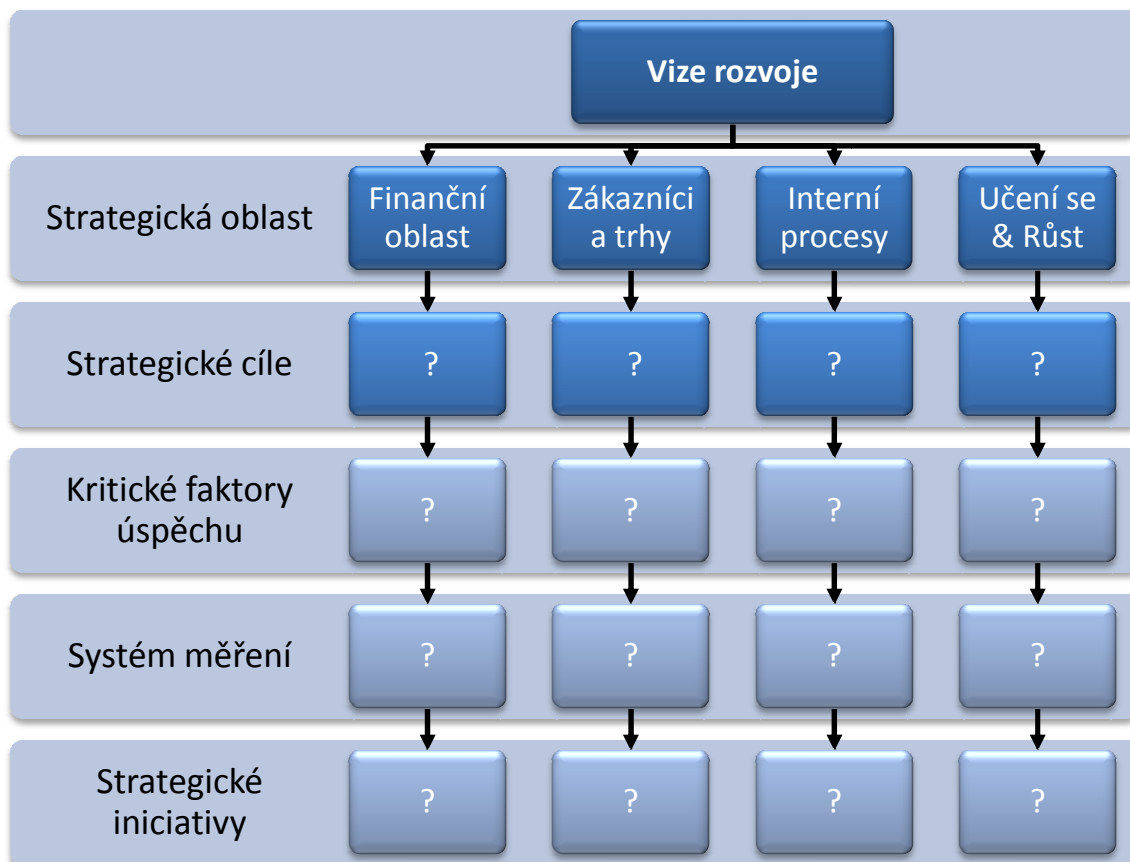 Vize rozvoje
Strategická oblast
Finanční
oblast
Zákazníci
a trhy
Interní
procesy
Učení se
& Růst
Strategické cíle
?
?
?
?
Kritické faktory
úspěchu
?
?
?
?
Systém měření
?
?
?
?
Strategické
iniciativy
?
?
?
?